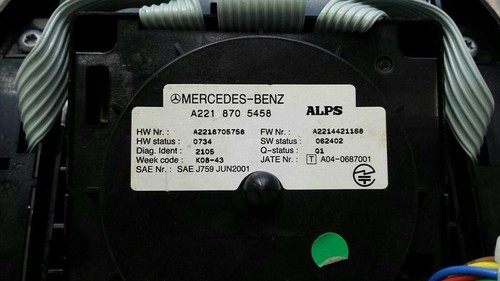 MERCEDES-BENZ
A221 870 5458 ALPS
HW Nr. : A2218705758 FW Nr. : A2214421168
HW status : 0734 SW status : 062402
Diag. Ident : 2105 Q-status : Q1
Week code : K08-43 JATE Nr. : T A04-0687001
SAE Nr. : SAE J759 JUN2001